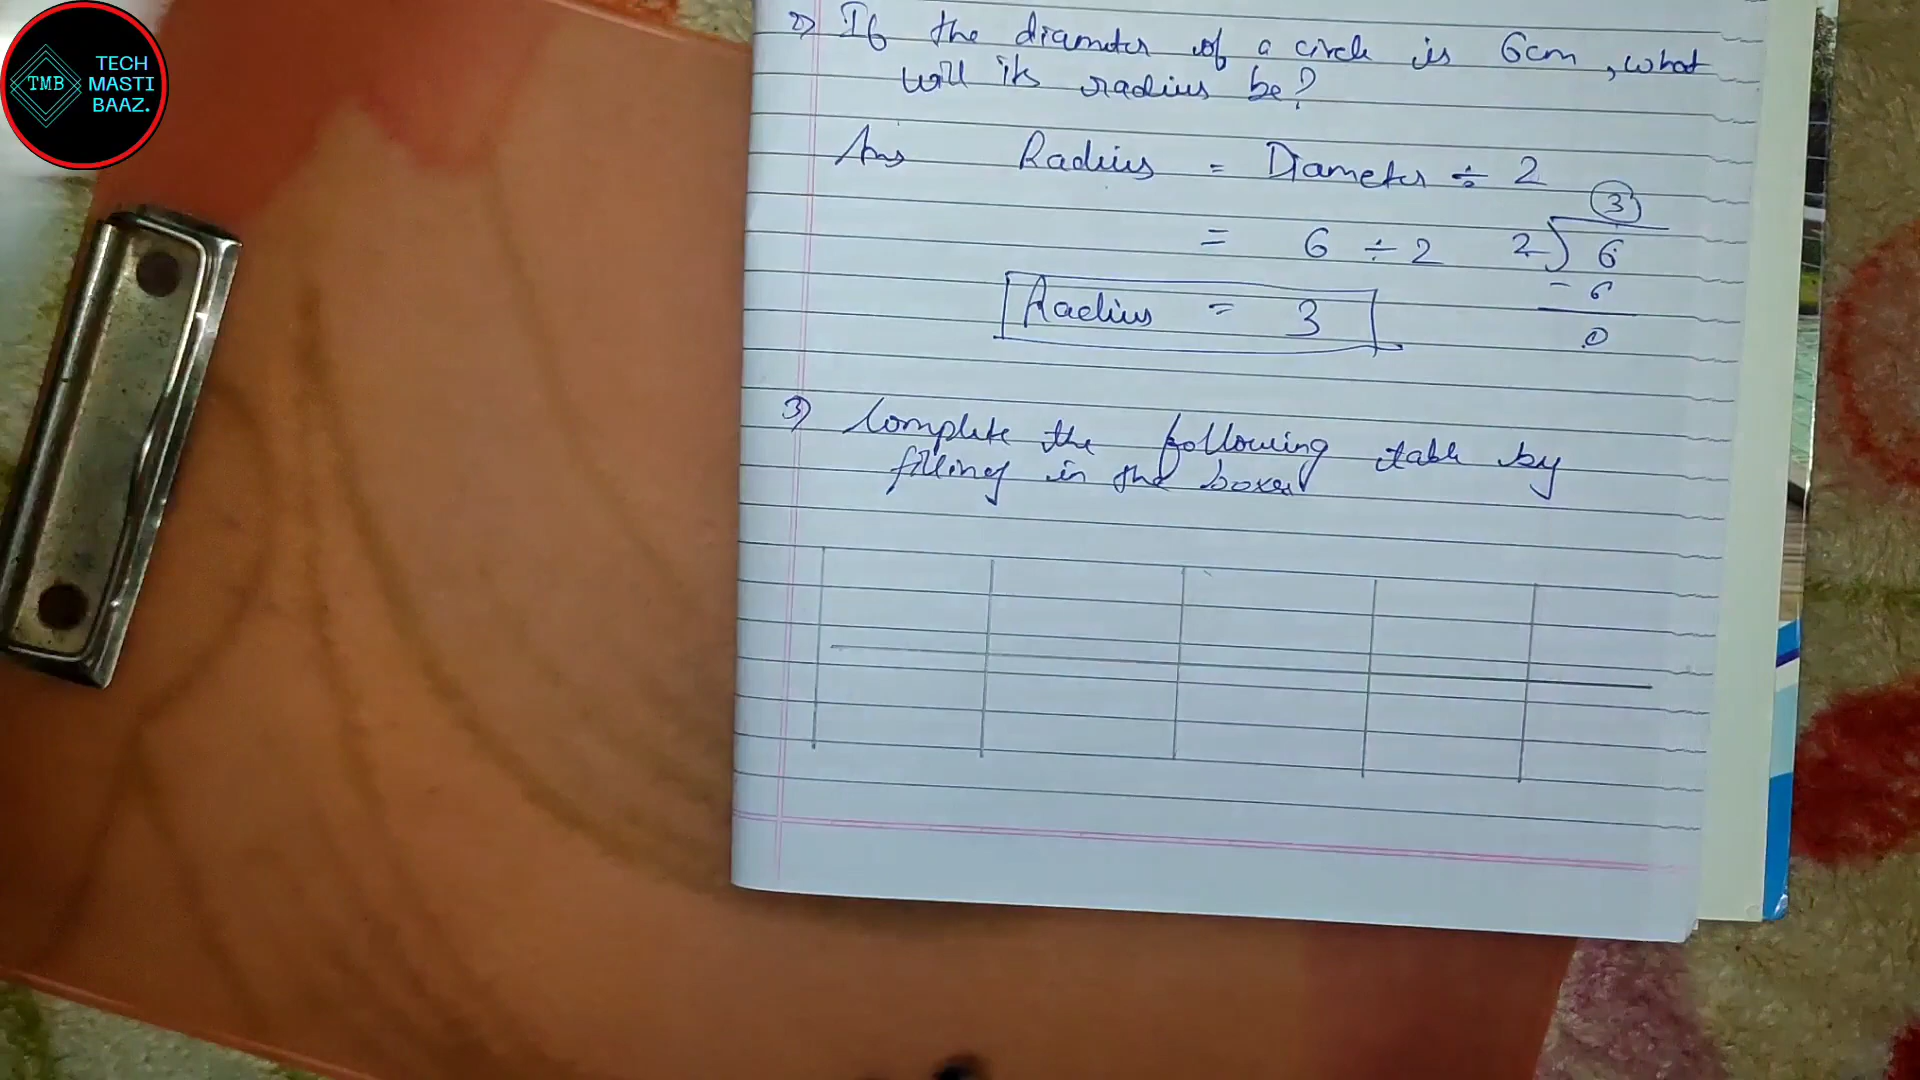 TMB
TECH
MASTI
BAAZ.
2) If the diameter of a circle is 6cm, what
will its radius be?
Ans Radius = Diameter ÷ 2
= 6 ÷ 2
3
2) 6
- 6
0
Radius = 3
3) Complete the following table by
filling in the boxes